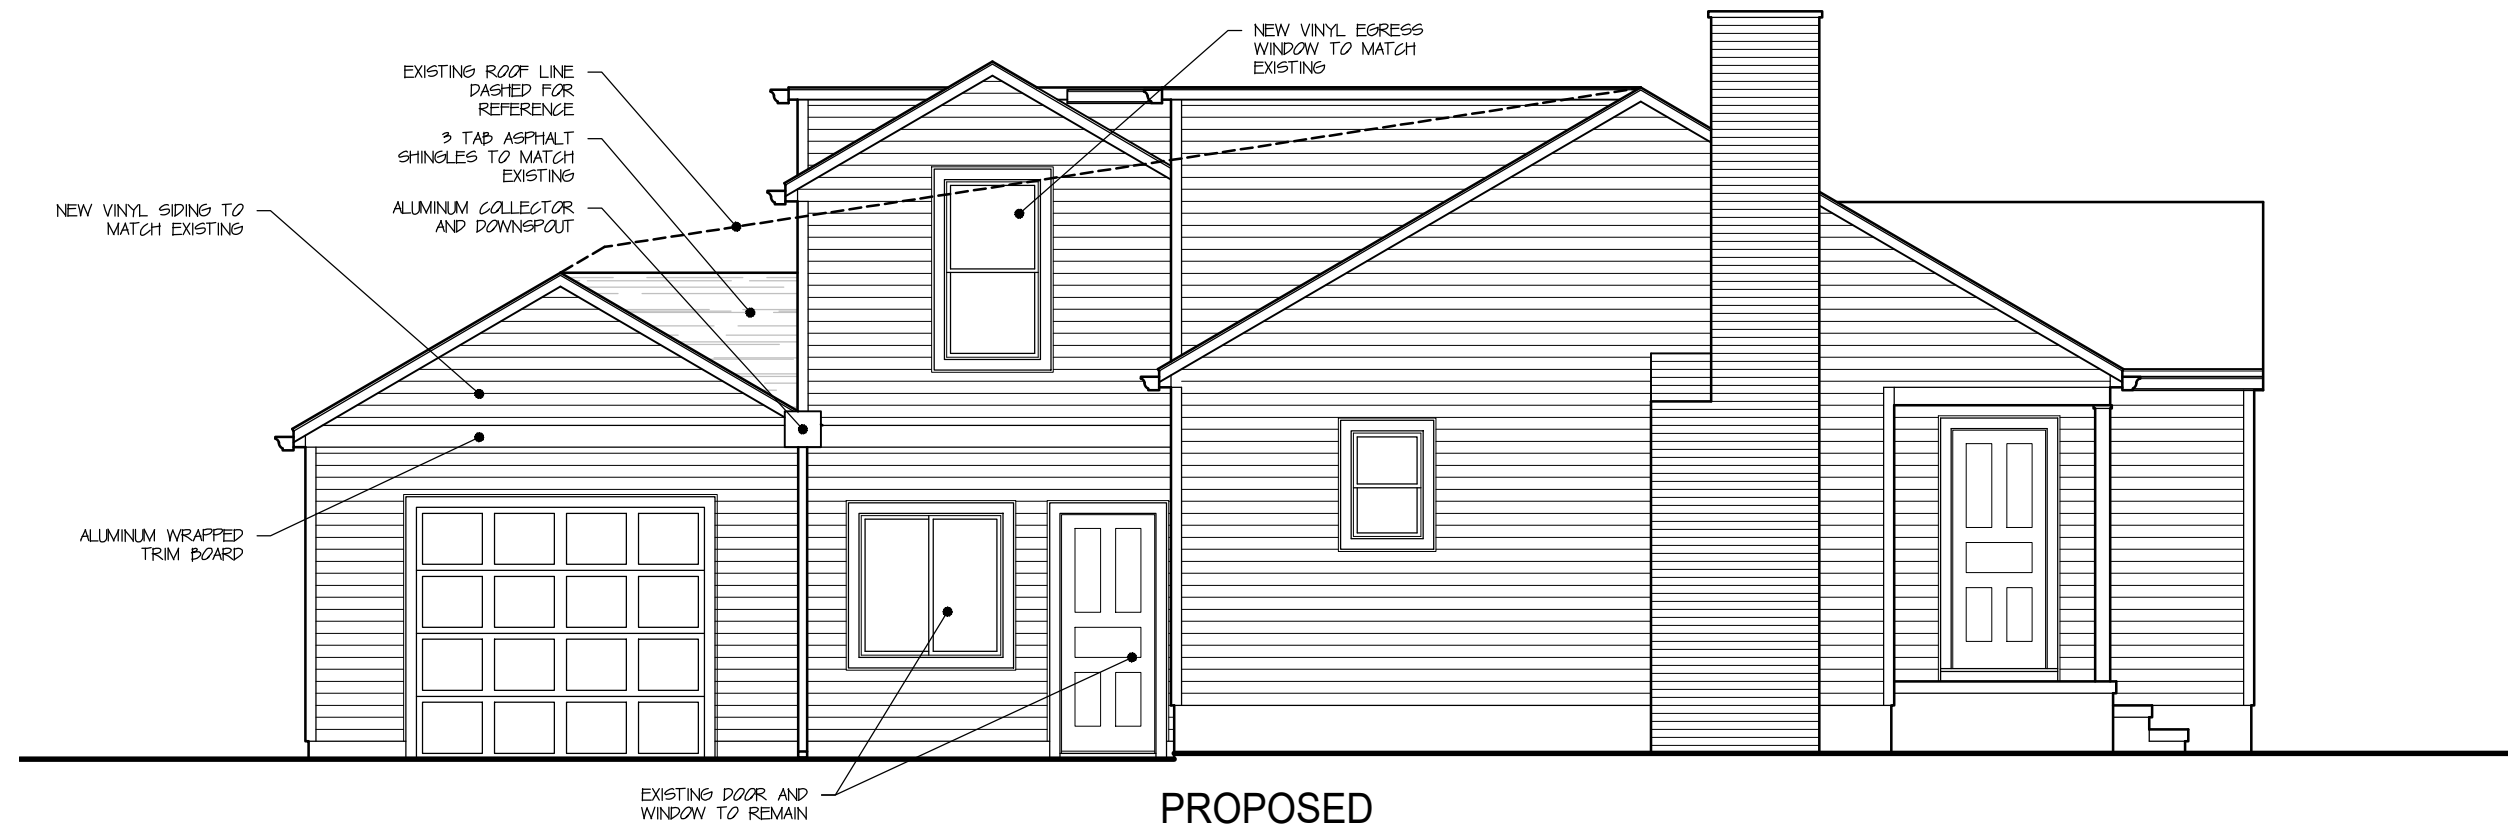 NEW VINYL EGRESS
WINDOW TO MATCH
EXISTING
EXISTING ROOF LINE
DASHED FOR
REFERENCE
3 TAB ASPHALT
SHINGLES TO MATCH
EXISTING
ALUMINUM COLLECTOR
AND DOWNSPOUT
NEW VINYL SIDING TO
MATCH EXISTING
ALUMINUM WRAPPED
TRIM BOARD
EXISTING DOOR AND
WINDOW TO REMAIN
PROPOSED